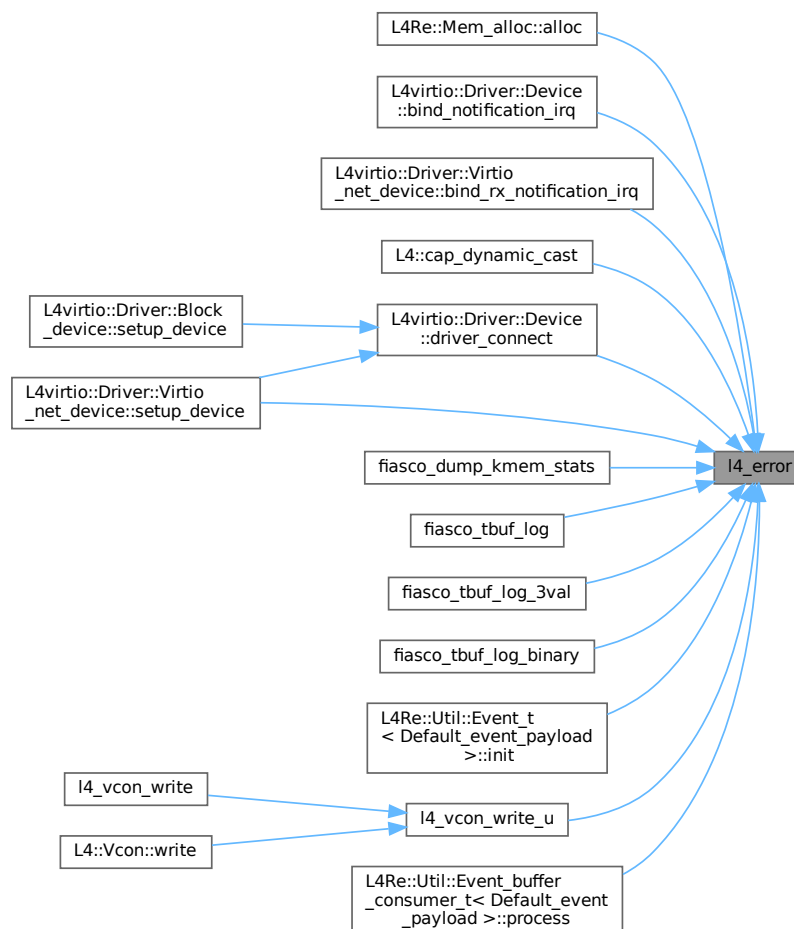 L4Re::Mem_alloc::alloc
L4virtio::Driver::Device
::bind_notification_irq
L4virtio::Driver::Virtio
_net_device::bind_rx_notification_irq
L4::cap_dynamic_cast
L4virtio::Driver::Block
_device::setup_device
L4virtio::Driver::Device
::driver_connect
L4virtio::Driver::Virtio
_net_device::setup_device
fiasco_dump_kmem_stats
l4_error
fiasco_tbuf_log
fiasco_tbuf_log_3val
fiasco_tbuf_log_binary
L4Re::Util::Event_t
< Default_event_payload
>::init
l4_vcon_write
l4_vcon_write_u
L4::Vcon::write
L4Re::Util::Event_buffer
_consumer_t< Default_event
_payload >::process